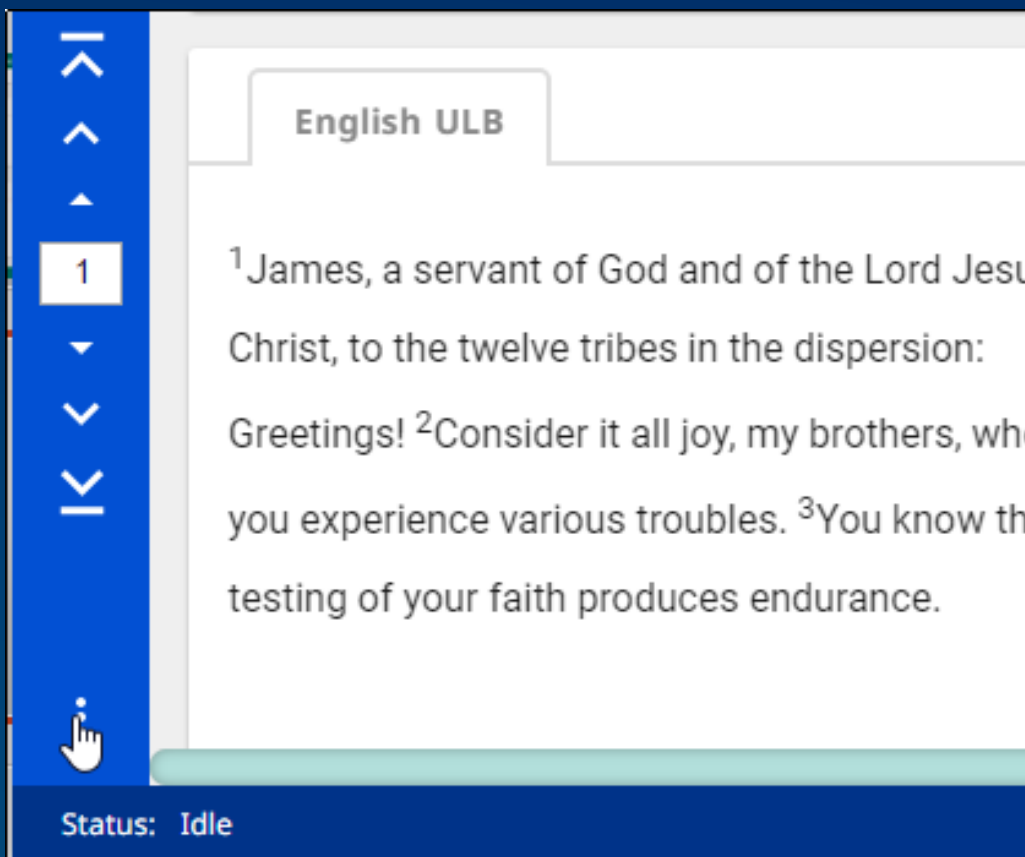 English ULB
1
¹James, a servant of God and of the Lord
Christ, to the twelve tribes in the dispersion:
Greetings! ²Consider it all joy, my brothers,
you experience various troubles. ³You know
testing of your faith produces endurance.
Status: Idle